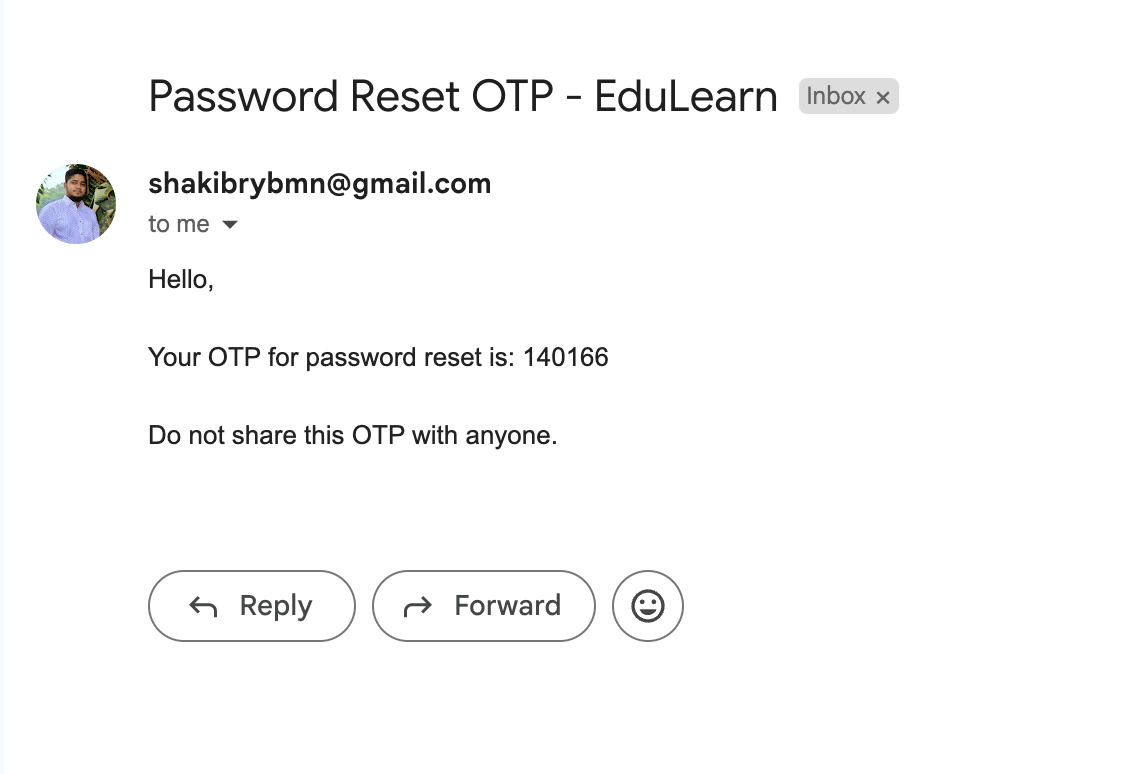 Password Reset OTP - EduLearn Inbox ×
shakibrybmn@gmail.com
to me
Hello,
Your OTP for password reset is: 140166
Do not share this OTP with anyone.
Reply Forward